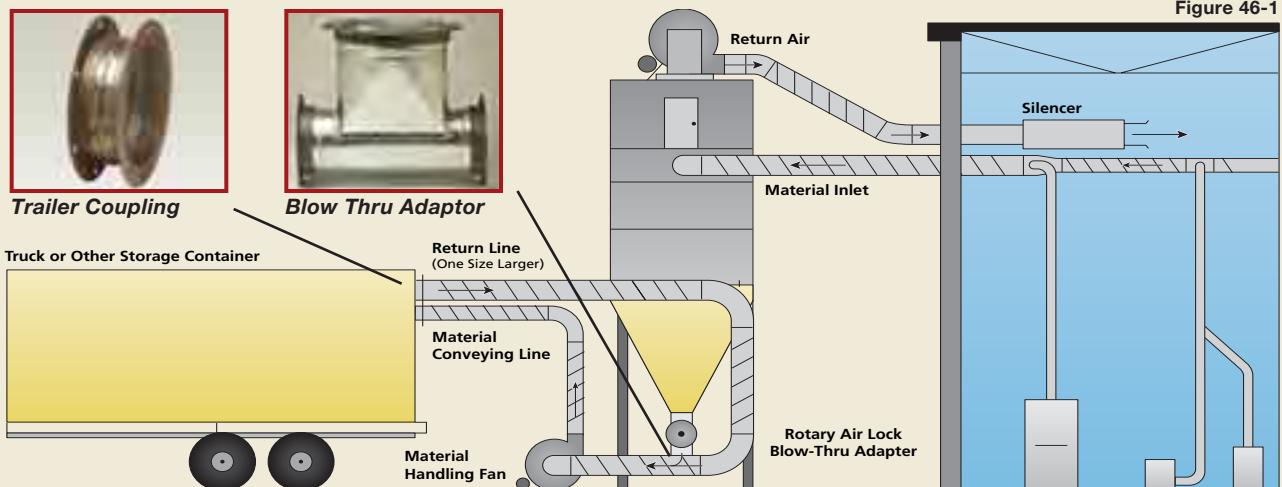 Figure 46-1
Return Air
Silencer
Material Inlet
Trailer Coupling
Blow Thru Adaptor
Truck or Other Storage Container
Return Line
(One Size Larger)
Material
Conveying Line
Rotary Air Lock
Blow-Thru Adapter
Material
Handling Fan